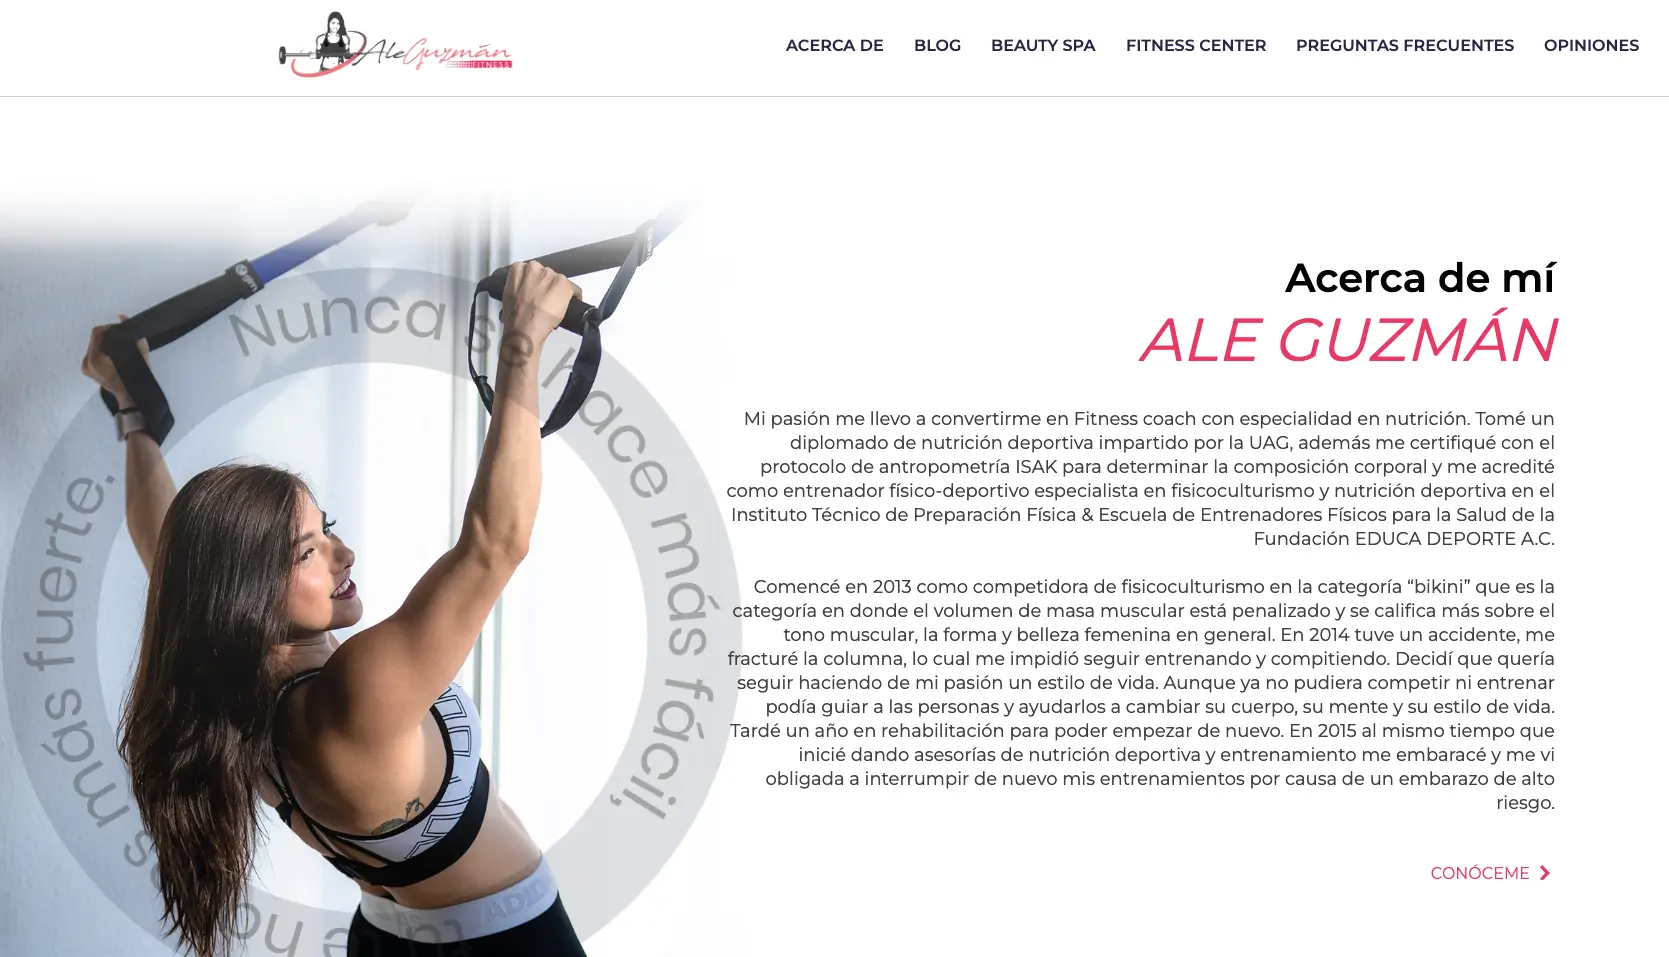 AleGuzmán
FITNESS
ACERCA DE
BLOG
BEAUTY SPA
FITNESS CENTER
PREGUNTAS FRECUENTES
OPINIONES
Nunca se hace más fácil,
más fuerte.
Acerca de mí
ALE GUZMÁN
Mi pasión me llevo a convertirme en Fitness coach con especialidad en nutrición. Tomé un
diplomado de nutrición deportiva impartido por la UAG, además me certifiqué con el
protocolo de antropometría ISAK para determinar la composición corporal y me acredité
como entrenador físico-deportivo especialista en fisicoculturismo y nutrición deportiva en el
Instituto Técnico de Preparación Física & Escuela de Entrenadores Físicos para la Salud de la
Fundación EDUCA DEPORTE A.C.
Comencé en 2013 como competidora de fisicoculturismo en la categoría “bikini” que es la
categoría en donde el volumen de masa muscular está penalizado y se califica más sobre el
tono muscular, la forma y belleza femenina en general. En 2014 tuve un accidente, me
fracturé la columna, lo cual me impidió seguir entrenando y compitiendo. Decidí que quería
seguir haciendo de mi pasión un estilo de vida. Aunque ya no pudiera competir ni entrenar
podía guiar a las personas y ayudarlos a cambiar su cuerpo, su mente y su estilo de vida.
Tardé un año en rehabilitación para poder empezar de nuevo. En 2015 al mismo tiempo que
inicié dando asesorías de nutrición deportiva y entrenamiento me embaracé y me vi
obligada a interrumpir de nuevo mis entrenamientos por causa de un embarazo de alto
riesgo.
CONÓCEME